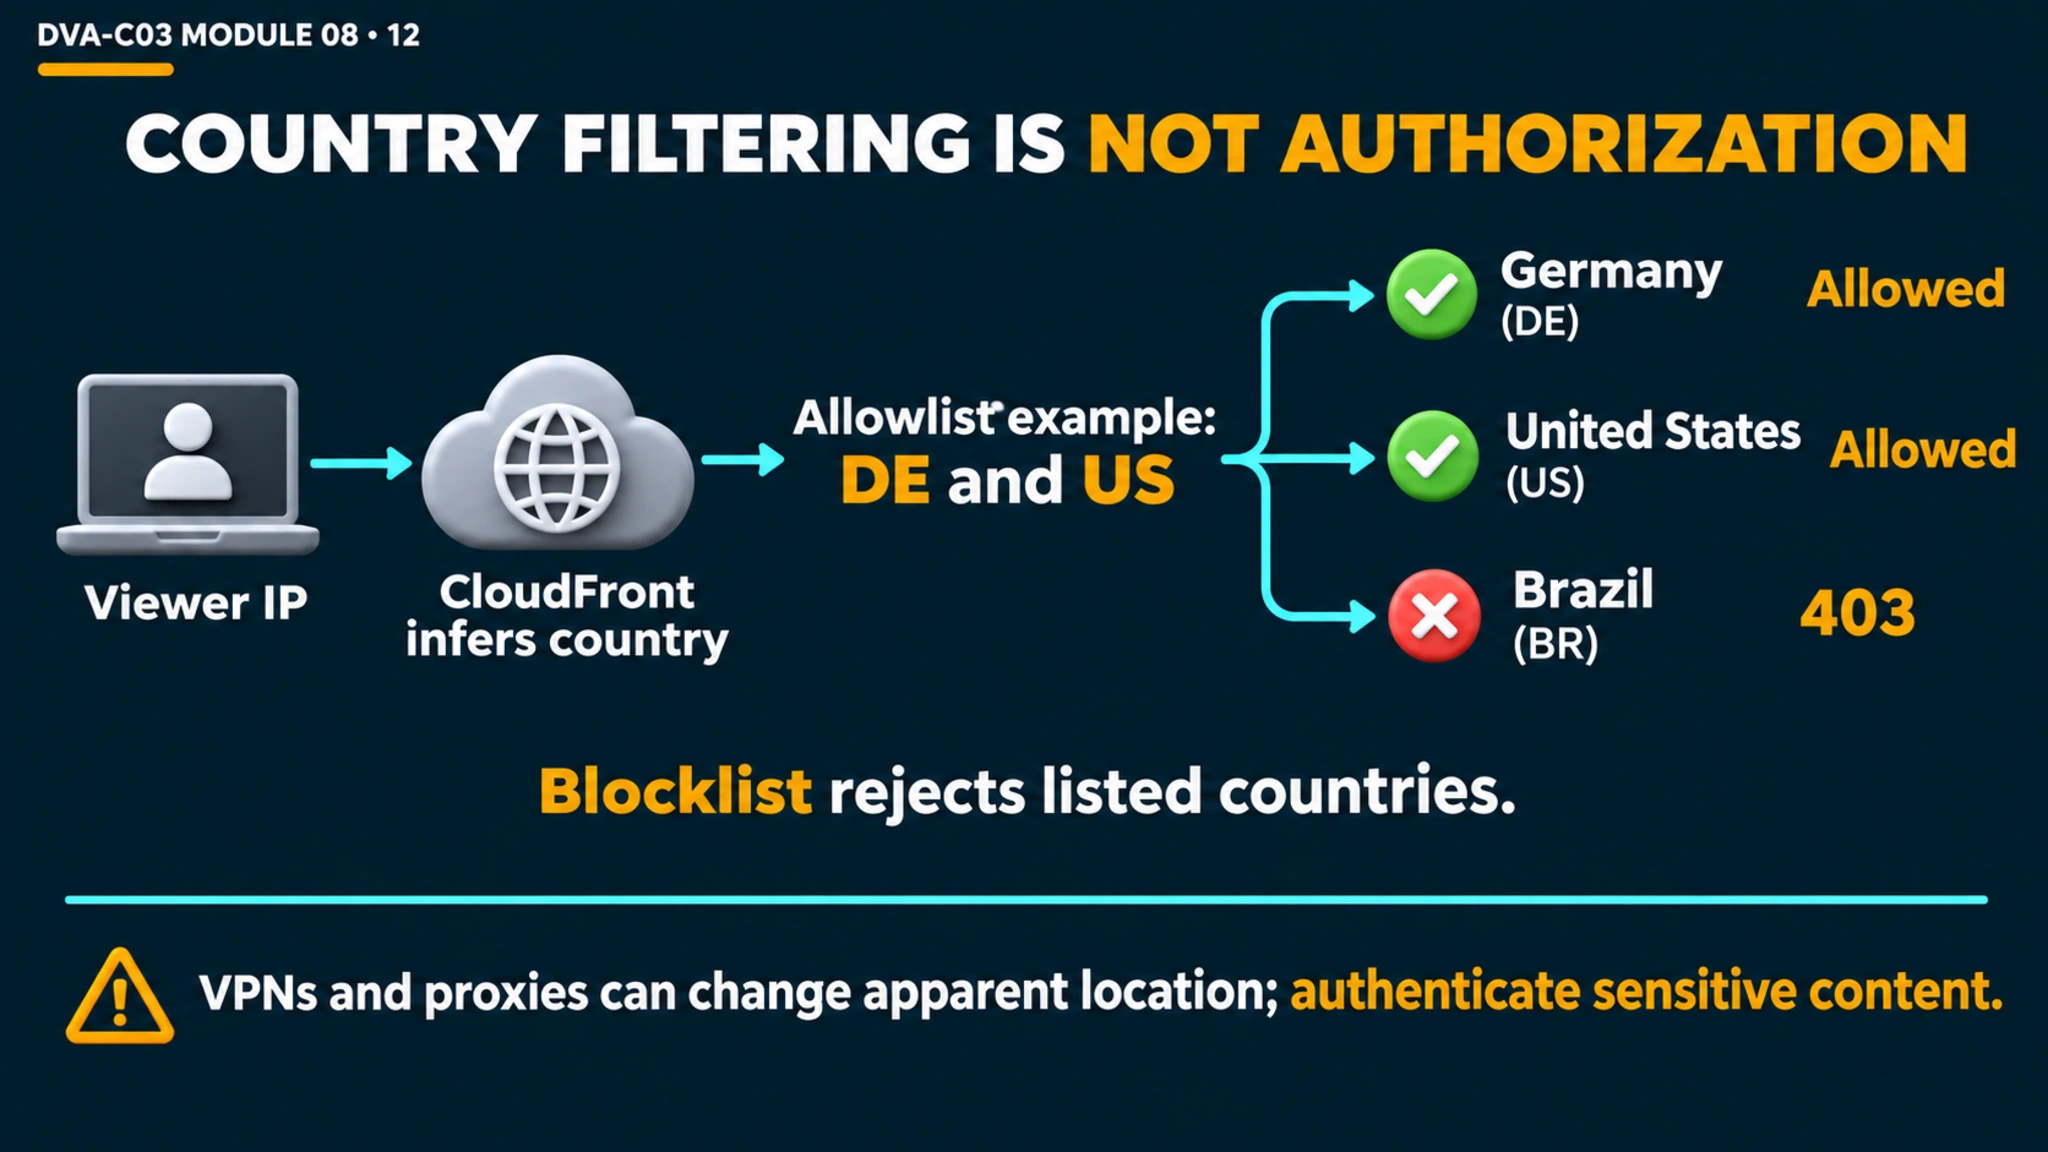 DVA-C03 MODULE 08 • 12
COUNTRY FILTERING IS NOT AUTHORIZATION
Viewer IP
CloudFront
infers country
Allowlist example:
DE and US
Germany
(DE)
Allowed
United States
(US)
Allowed
Brazil
(BR)
403
Blocklist rejects listed countries.
VPNs and proxies can change apparent location; authenticate sensitive content.